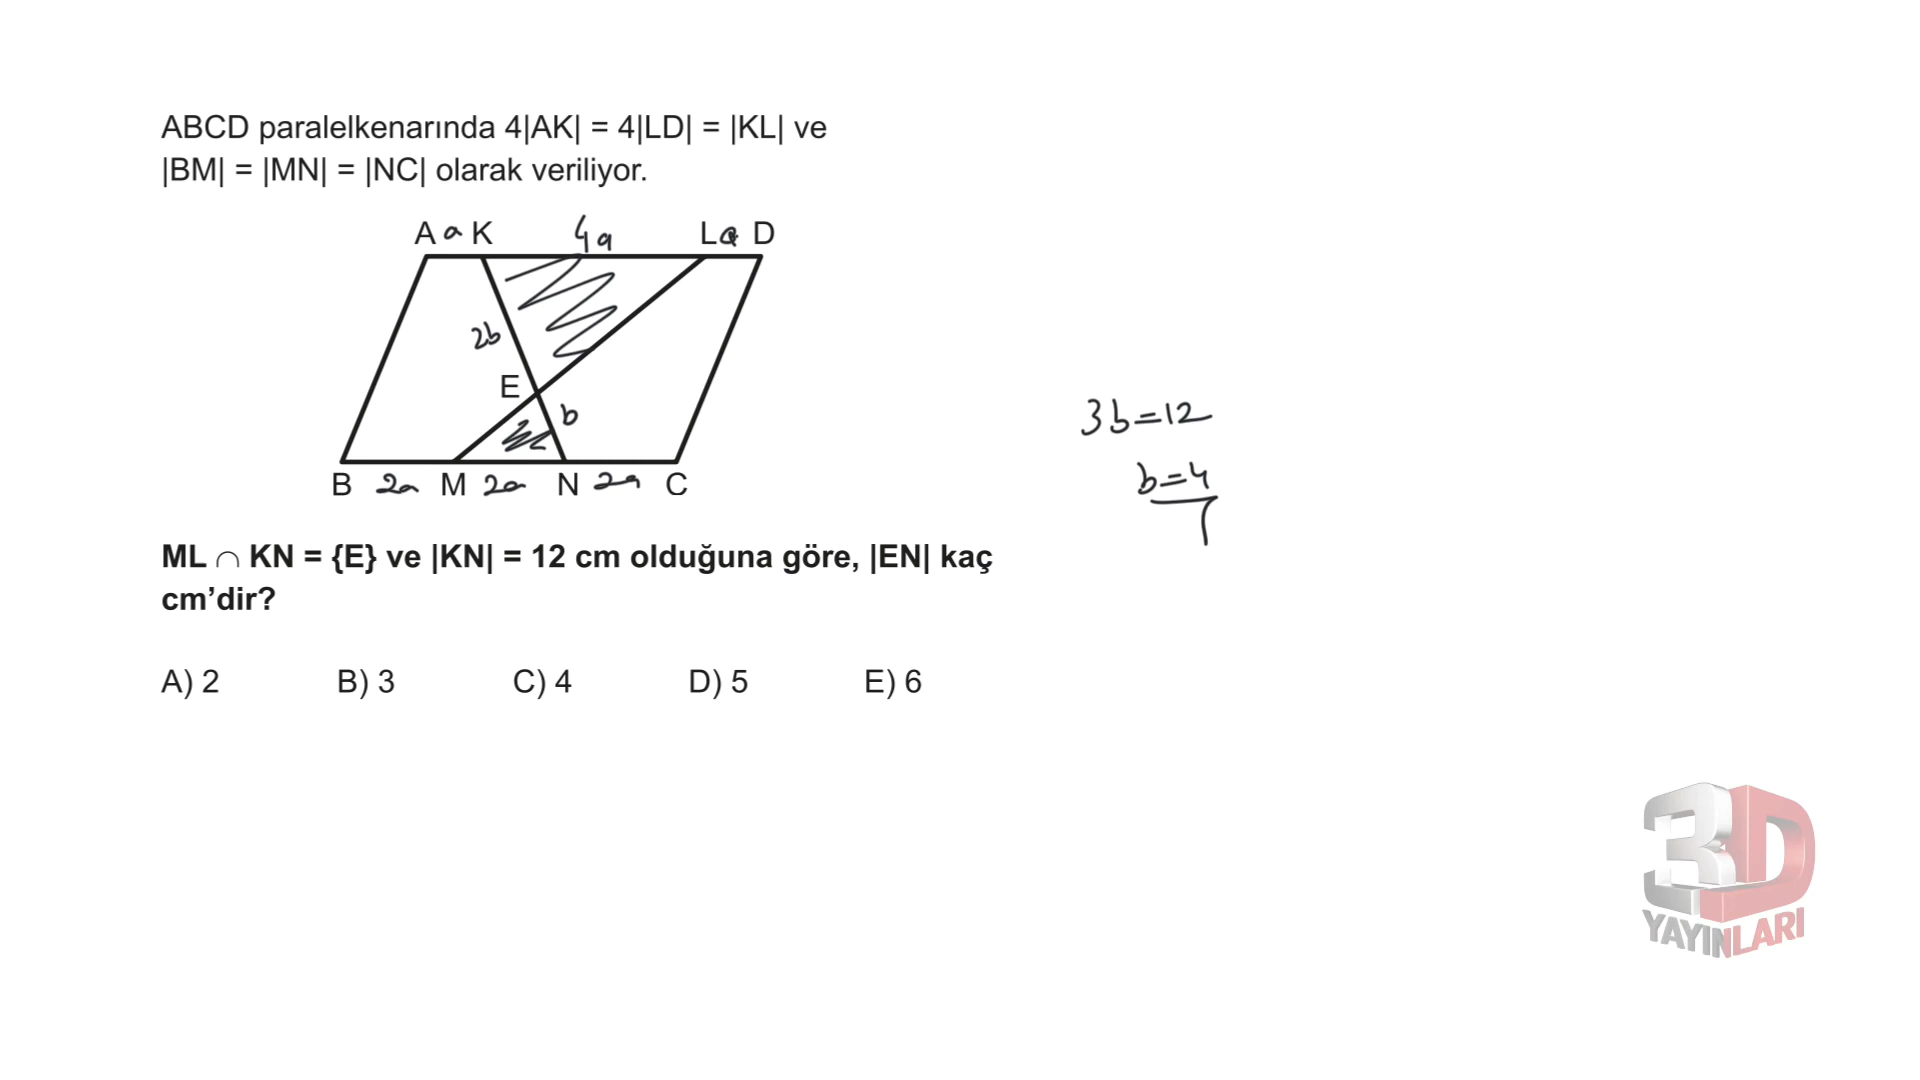 ABCD paralelkenarında 4|AK| = 4|LD| = |KL| ve
|BM| = |MN| = |NC| olarak veriliyor.
A a K 4a L a D
2b
E
b
B 2a M 2a N 2a C
3b=12
b=4
ML ∩ KN = {E} ve |KN| = 12 cm olduğuna göre, |EN| kaç
cm’dir?
A) 2 B) 3 C) 4 D) 5 E) 6
3D
YAYINLARI